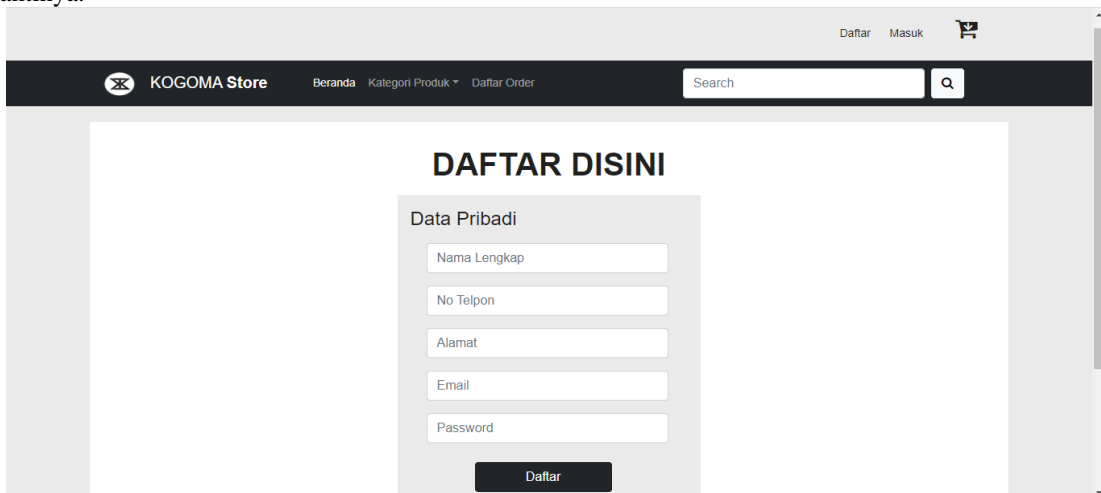 Daftar Masuk
KOGOMA Store Beranda Kategori Produk Daftar Order Search
DAFTAR DISINI
Data Pribadi
Nama Lengkap
No Telpon
Alamat
Email
Password
Daftar